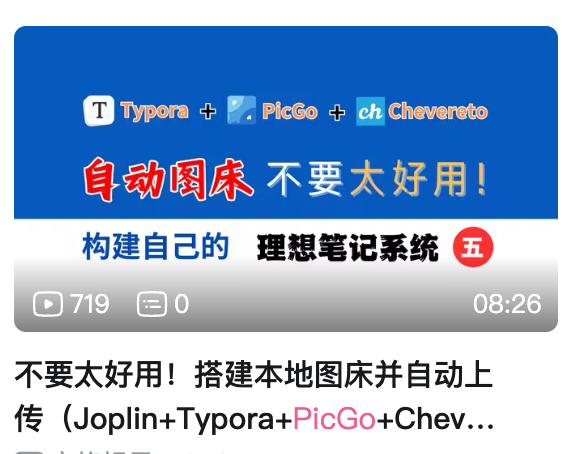 T Typora + PicGo + ch Chevereto
自动图床 不要太好用！
构建自己的 理想笔记系统 五
719 0 08:26
不要太好用！搭建本地图床并自动上
传（Joplin+Typora+PicGo+Chev...